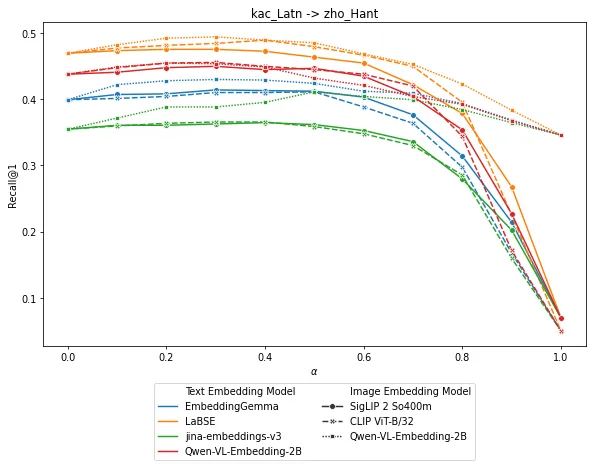 kac_Latn -> zho_Hant
Recall@1
0.5
0.4
0.3
0.2
0.1
0.0 0.2 0.4 0.6 0.8 1.0
α
Text Embedding Model
EmbeddingGemma
LaBSE
jina-embeddings-v3
Qwen-VL-Embedding-2B
Image Embedding Model
SigLIP 2 So400m
CLIP ViT-B/32
Qwen-VL-Embedding-2B